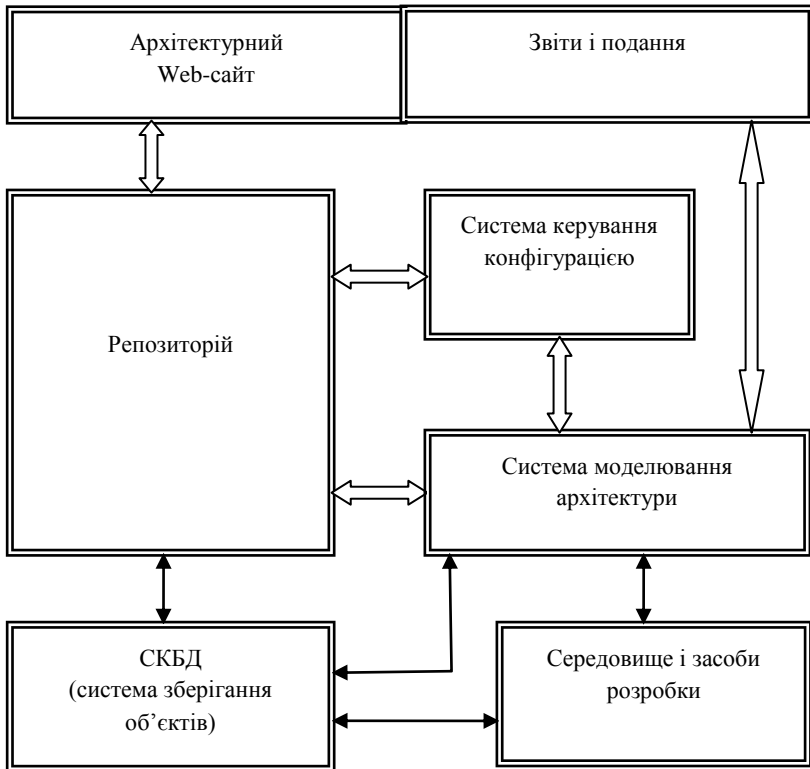 Архітектурний
Web-сайт
Звіти і подання
Система керування
конфігурацією
Репозиторій
Система моделювання
архітектури
СКБД
(система зберігання
об’єктів)
Середовище і засоби
розробки